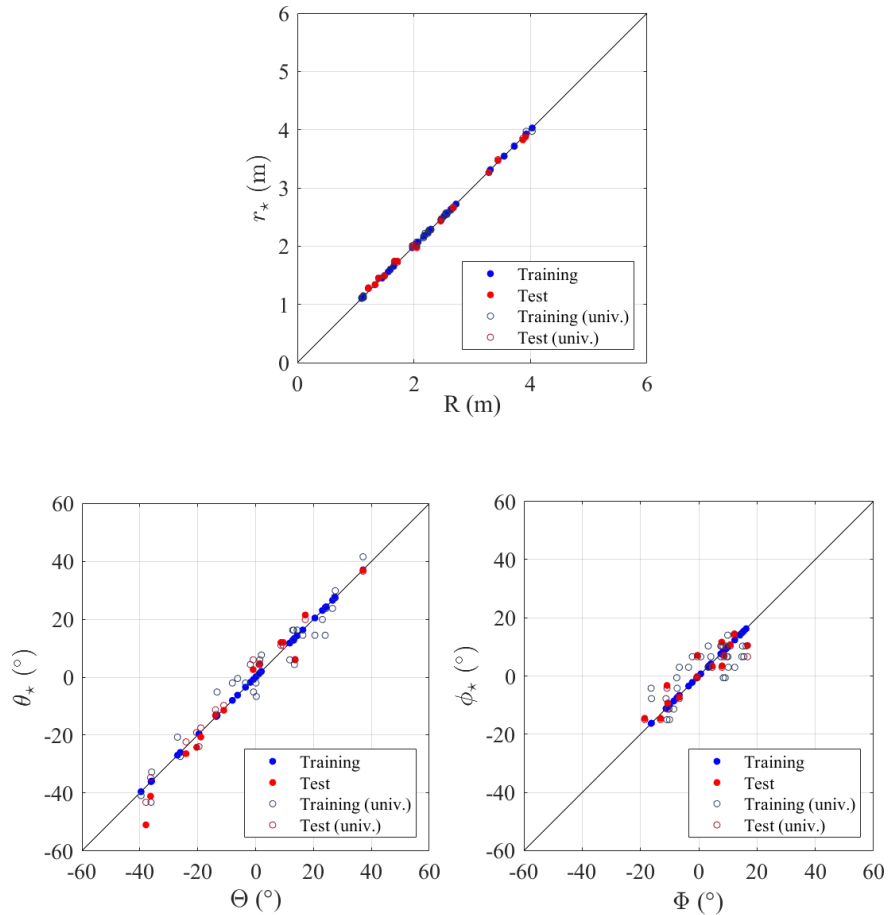 6
5
4
3
2
1
0
r⋆ (m)
0 2 4 6
R (m)
Training
Test
Training (univ.)
Test (univ.)
60
40
20
0
-20
-40
-60
θ⋆ (°)
-60 -40 -20 0 20 40 60
Θ (°)
Training
Test
Training (univ.)
Test (univ.)
60
40
20
0
-20
-40
-60
ϕ⋆ (°)
-60 -40 -20 0 20 40 60
Φ (°)
Training
Test
Training (univ.)
Test (univ.)